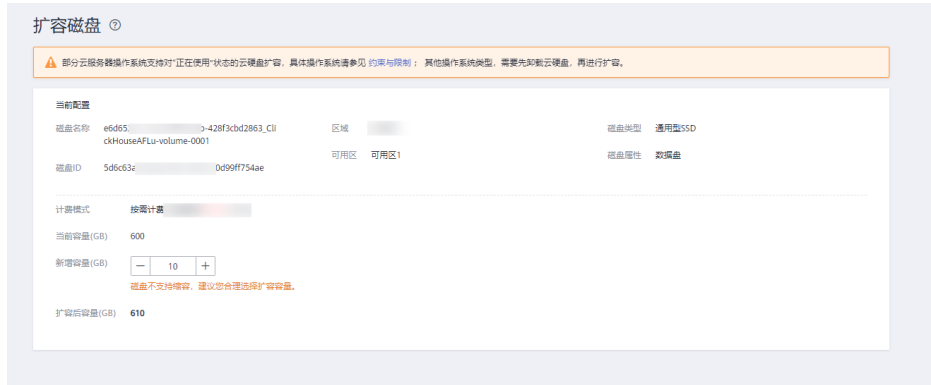 扩容磁盘
部分云服务器操作系统支持对"正在使用"状态的云硬盘扩容，具体操作系统请参见 约束与限制 ； 其他操作系统类型，需要先卸载云硬盘，再进行扩容。
当前配置
磁盘名称 e6d65 -428f3cbd2863_Cli
ckHouseAFLu-volume-0001
区域
磁盘类型 通用型SSD
可用区 可用区1
磁盘属性 数据盘
磁盘ID 5d6c63a 0d99ff754ae
计费模式 按需计费
当前容量(GB) 600
新增容量(GB) — 10 +
磁盘不支持缩容，建议您合理选择扩容容量。
扩容后容量(GB) 610